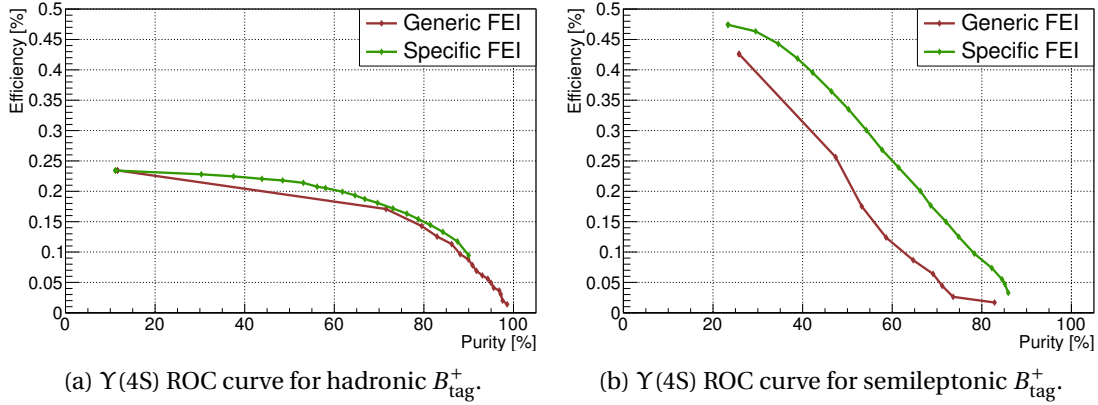 Efficiency [%]
0.5
0.45
0.4
0.35
0.3
0.25
0.2
0.15
0.1
0.05
0
Generic FEI
Specific FEI
0 20 40 60 80 100
Purity [%]
(a) ϒ(4S) ROC curve for hadronic B⁺tag.
Efficiency [%]
0.5
0.45
0.4
0.35
0.3
0.25
0.2
0.15
0.1
0.05
0
Generic FEI
Specific FEI
0 20 40 60 80 100
Purity [%]
(b) ϒ(4S) ROC curve for semileptonic B⁺tag.